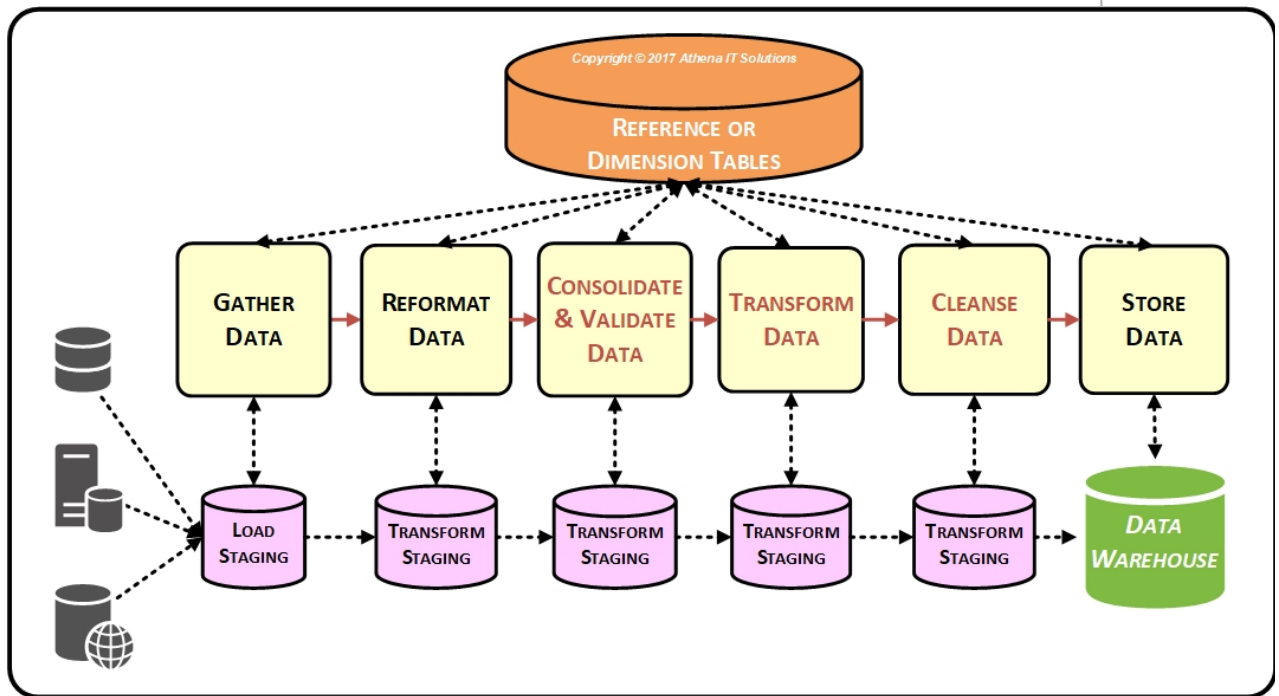 Copyright © 2017 Athena IT Solutions
REFERENCE OR
DIMENSION TABLES
GATHER
DATA
REFORMAT
DATA
CONSOLIDATE
& VALIDATE
DATA
TRANSFORM
DATA
CLEANSE
DATA
STORE
DATA
LOAD
STAGING
TRANSFORM
STAGING
TRANSFORM
STAGING
TRANSFORM
STAGING
TRANSFORM
STAGING
DATA
WAREHOUSE